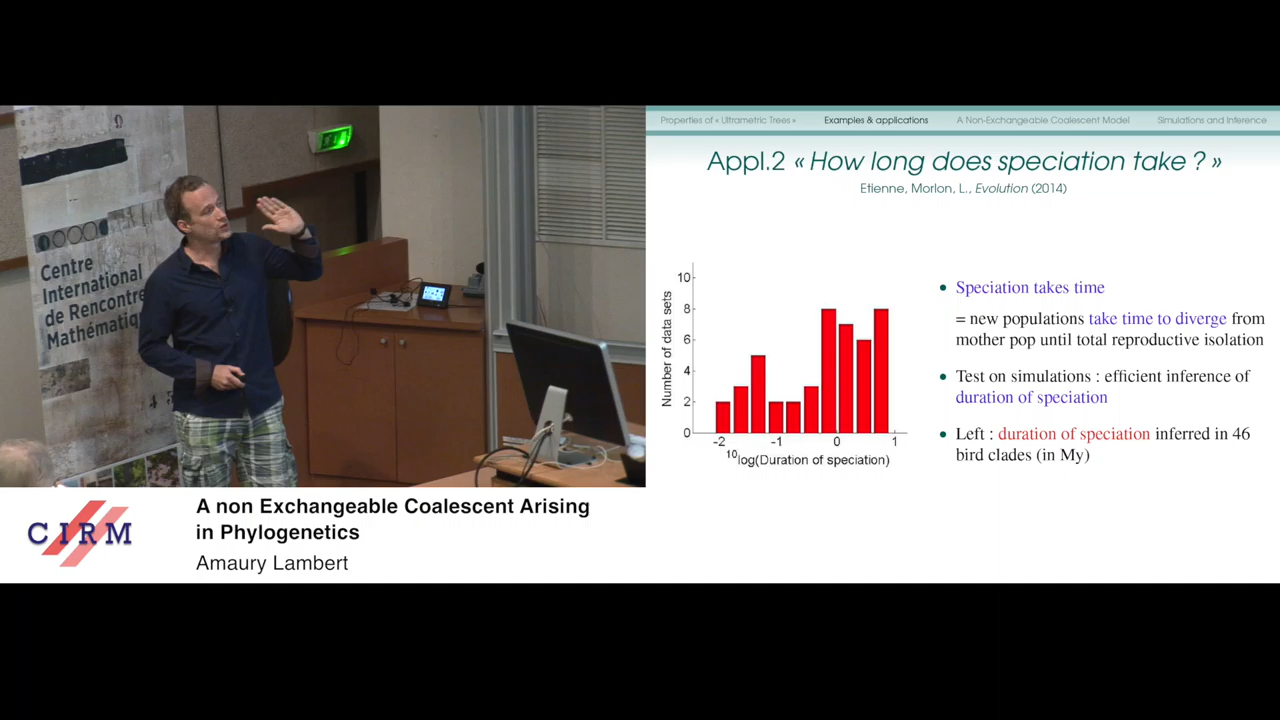 Centre
International
de Rencontre
Mathématiq
Properties of « Ultrametric Trees »
Examples & applications
A Non-Exchangeable Coalescent Model
Simulations and Inference
Appl.2 « How long does speciation take ? »
Etienne, Morlon, L., Evolution (2014)
Number of data sets
10
8
6
4
2
0
-2
-1
0
1
10log(Duration of speciation)
• Speciation takes time
= new populations take time to diverge from
mother pop until total reproductive isolation
• Test on simulations : efficient inference of
duration of speciation
• Left : duration of speciation inferred in 46
bird clades (in My)
CIRM
A non Exchangeable Coalescent Arising
in Phylogenetics
Amaury Lambert